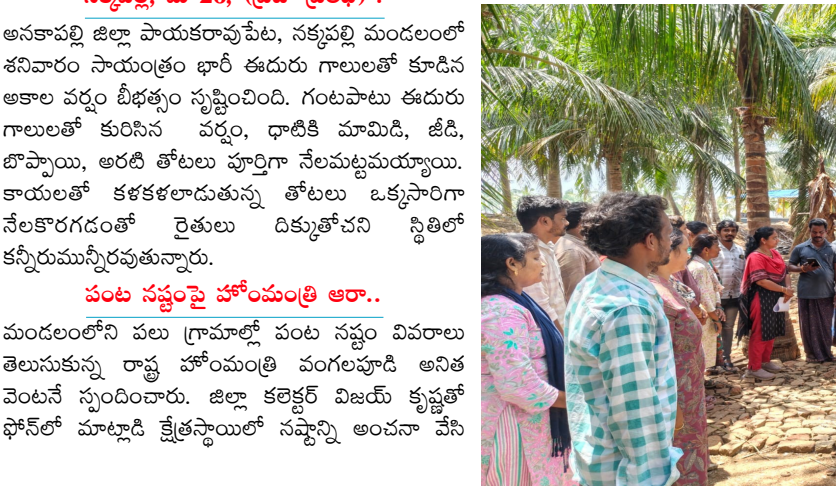 అనకాపల్లి జిల్లా పాయకరావుపేట, నక్కపల్లి మండలంలో
శనివారం సాయంత్రం భారీ ఈదురు గాలులతో కూడిన
అకాల వర్షం బీభత్సం సృష్టించింది. గంటపాటు ఈదురు
గాలులతో కురిసిన వర్షం, ధాటికి మామిడి, జీడి,
బొప్పాయి, అరటి తోటలు పూర్తిగా నేలమట్టమయ్యాయి.
కాయలతో కళకళలాడుతున్న తోటలు ఒక్కసారిగా
నేలకొరగడంతో రైతులు దిక్కుతోచని స్థితిలో
కన్నీరుమున్నీరవుతున్నారు.
పంట నష్టంపై హోంమంత్రి ఆరా..
మండలంలోని పలు గ్రామాల్లో పంట నష్టం వివరాలు
తెలుసుకున్న రాష్ట్ర హోంమంత్రి వంగలపూడి అనిత
వెంటనే స్పందించారు. జిల్లా కలెక్టర్ విజయ్ కృష్ణతో
ఫోన్‌లో మాట్లాడి క్షేత్రస్థాయిలో నష్టాన్ని అంచనా వేసి